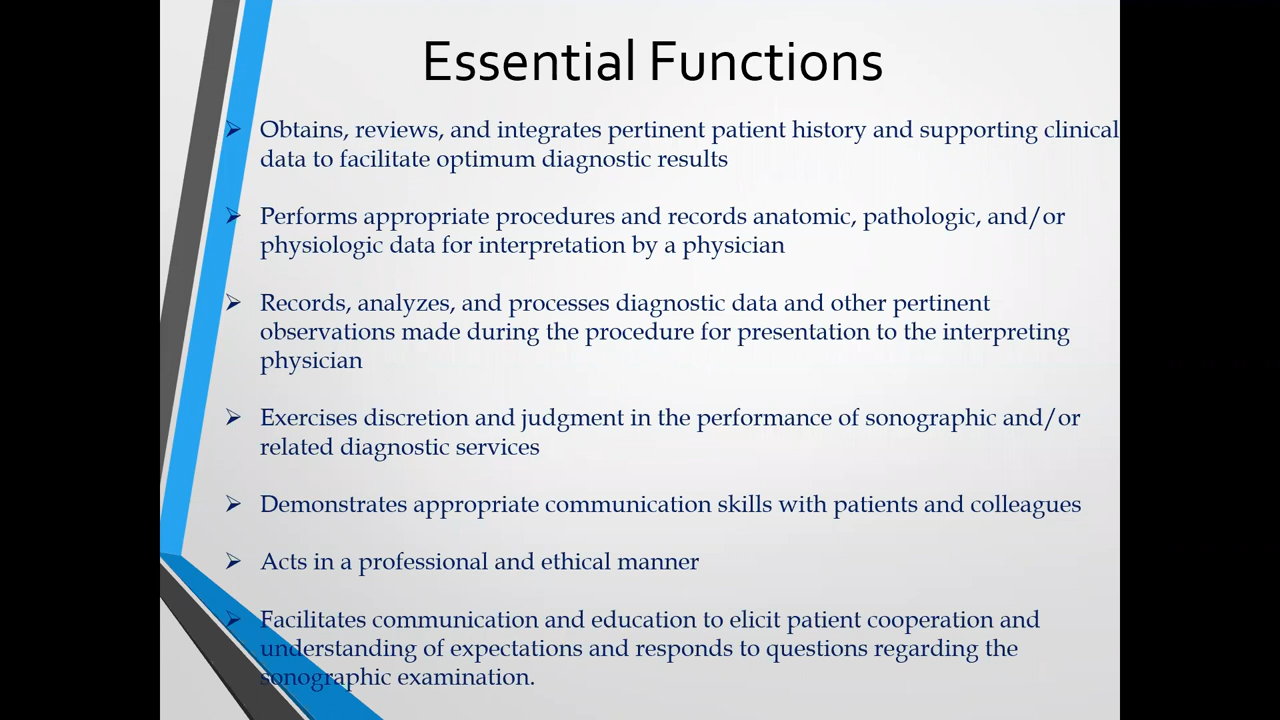 Essential Functions
Obtains, reviews, and integrates pertinent patient history and supporting clinical
data to facilitate optimum diagnostic results
Performs appropriate procedures and records anatomic, pathologic, and/or
physiologic data for interpretation by a physician
Records, analyzes, and processes diagnostic data and other pertinent
observations made during the procedure for presentation to the interpreting
physician
Exercises discretion and judgment in the performance of sonographic and/or
related diagnostic services
Demonstrates appropriate communication skills with patients and colleagues
Acts in a professional and ethical manner
Facilitates communication and education to elicit patient cooperation and
understanding of expectations and responds to questions regarding the
sonographic examination.